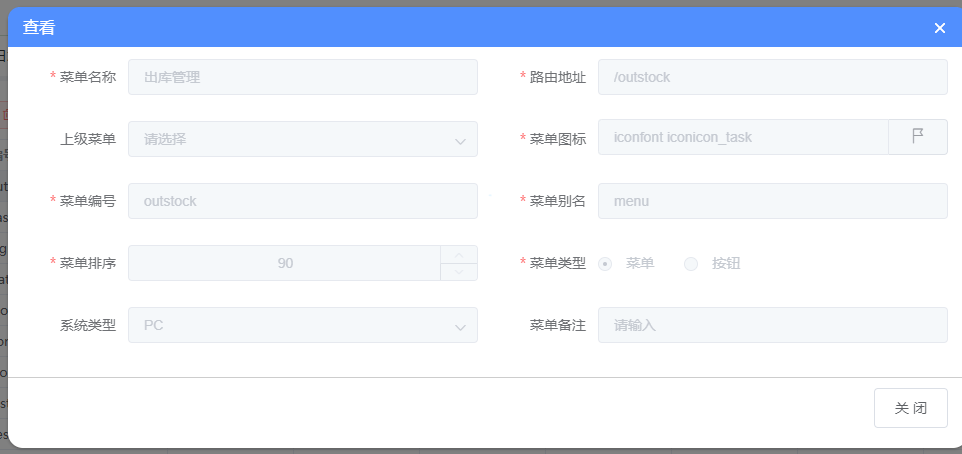 查看
* 菜单名称 出库管理 * 路由地址 /outstock
上级菜单 请选择 * 菜单图标 iconfont iconicon_task
* 菜单编号 outstock * 菜单别名 menu
* 菜单排序 90 * 菜单类型 菜单 按钮
系统类型 PC 菜单备注 请输入
关 闭